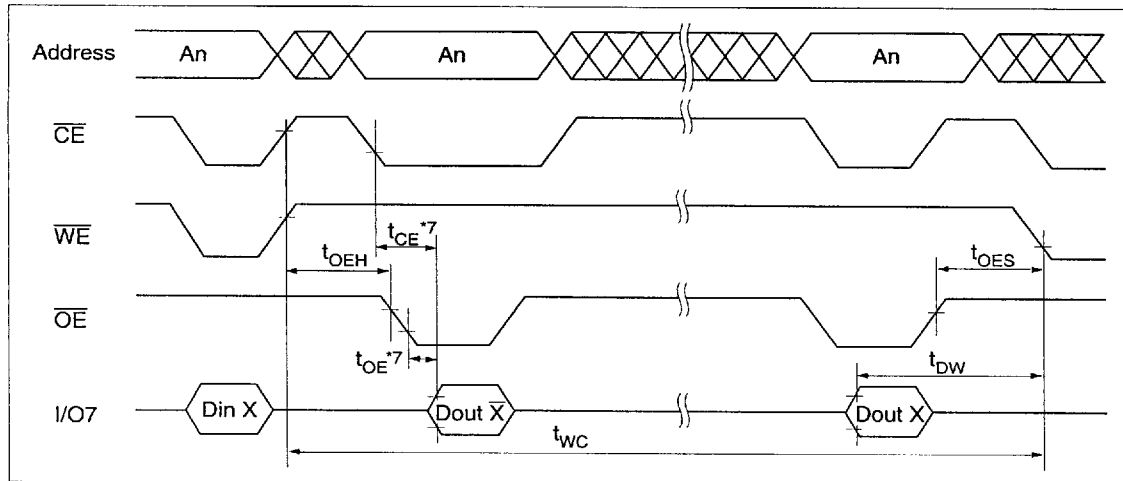 Address An An An
CE
WE
tCE*7
tOEH tOES
OE
tOE*7 tDW
I/O7 Din X Dout X Dout X
tWC